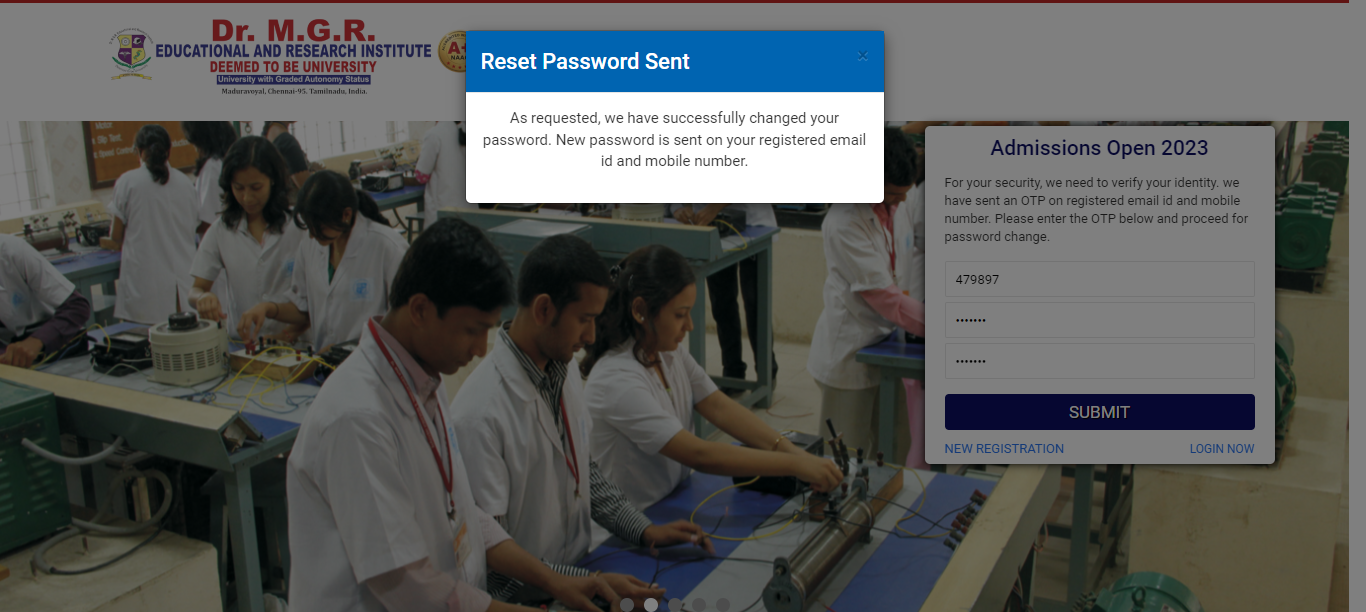 Dr. M.G.R.
EDUCATIONAL AND RESEARCH INSTITUTE
DEEMED TO BE UNIVERSITY
University with Graded Autonomy Status
Maduravoyal, Chennai-95. Tamilnadu, India.
A+
NAAC
Reset Password Sent
×
As requested, we have successfully changed your
password. New password is sent on your registered email
id and mobile number.
Admissions Open 2023
For your security, we need to verify your identity. we
have sent an OTP on registered email id and mobile
number. Please enter the OTP below and proceed for
password change.
479897
•••••••
•••••••
SUBMIT
NEW REGISTRATION LOGIN NOW